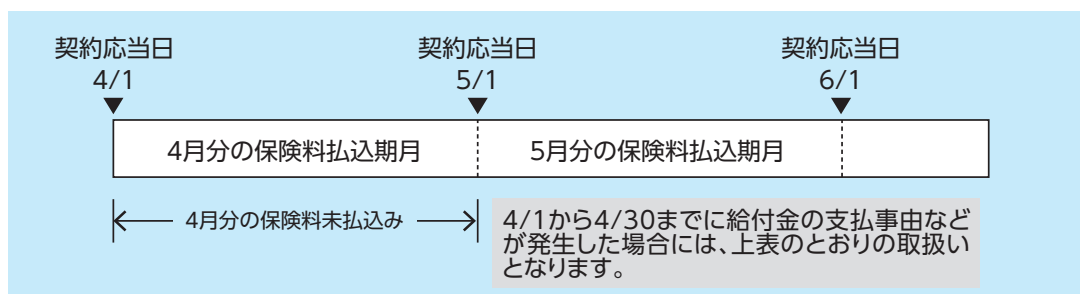 契約応当日 契約応当日 契約応当日
4/1 5/1 6/1
4月分の保険料払込期月 5月分の保険料払込期月
4月分の保険料未払込み
4/1から4/30までに給付金の支払事由など
が発生した場合には、上表のとおりの取扱い
となります。